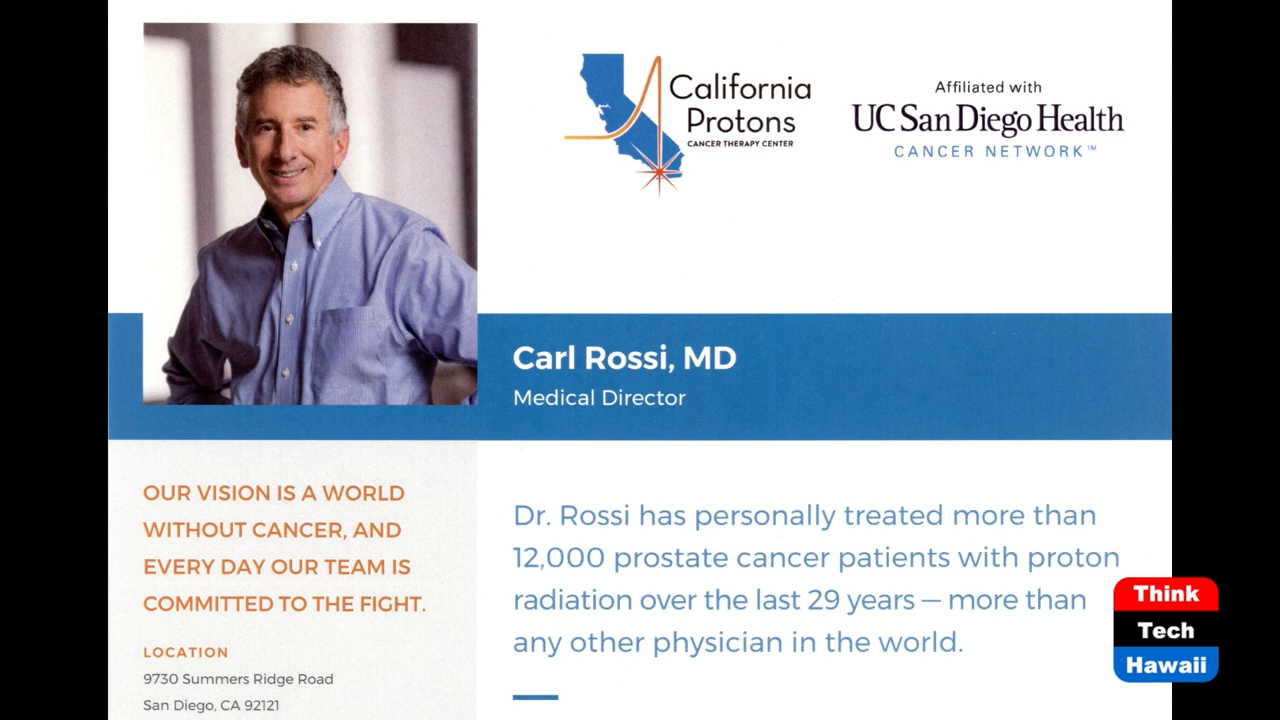 California
Protons
CANCER THERAPY CENTER
Affiliated with
UC San Diego Health
CANCER NETWORK™
Carl Rossi, MD
Medical Director
OUR VISION IS A WORLD
WITHOUT CANCER, AND
EVERY DAY OUR TEAM IS
COMMITTED TO THE FIGHT.
LOCATION
9730 Summers Ridge Road
San Diego, CA 92121
Dr. Rossi has personally treated more than
12,000 prostate cancer patients with proton
radiation over the last 29 years — more than
any other physician in the world.
Think
Tech
Hawaii